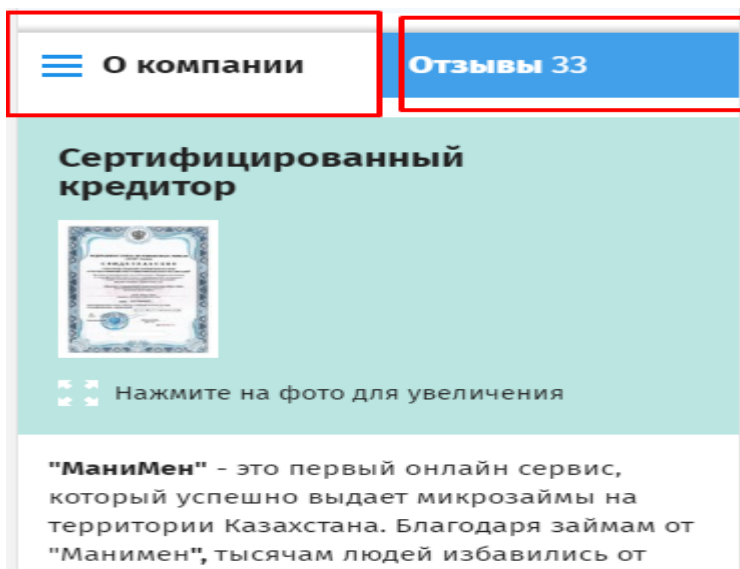 О компании
Отзывы 33
Сертифицированный
кредитор
СВИДЕТЕЛЬСТВО
Нажмите на фото для увеличения
"МаниМен" - это первый онлайн сервис,
который успешно выдает микрозаймы на
территории Казахстана. Благодаря займам от
"Манимен", тысячам людей избавились от